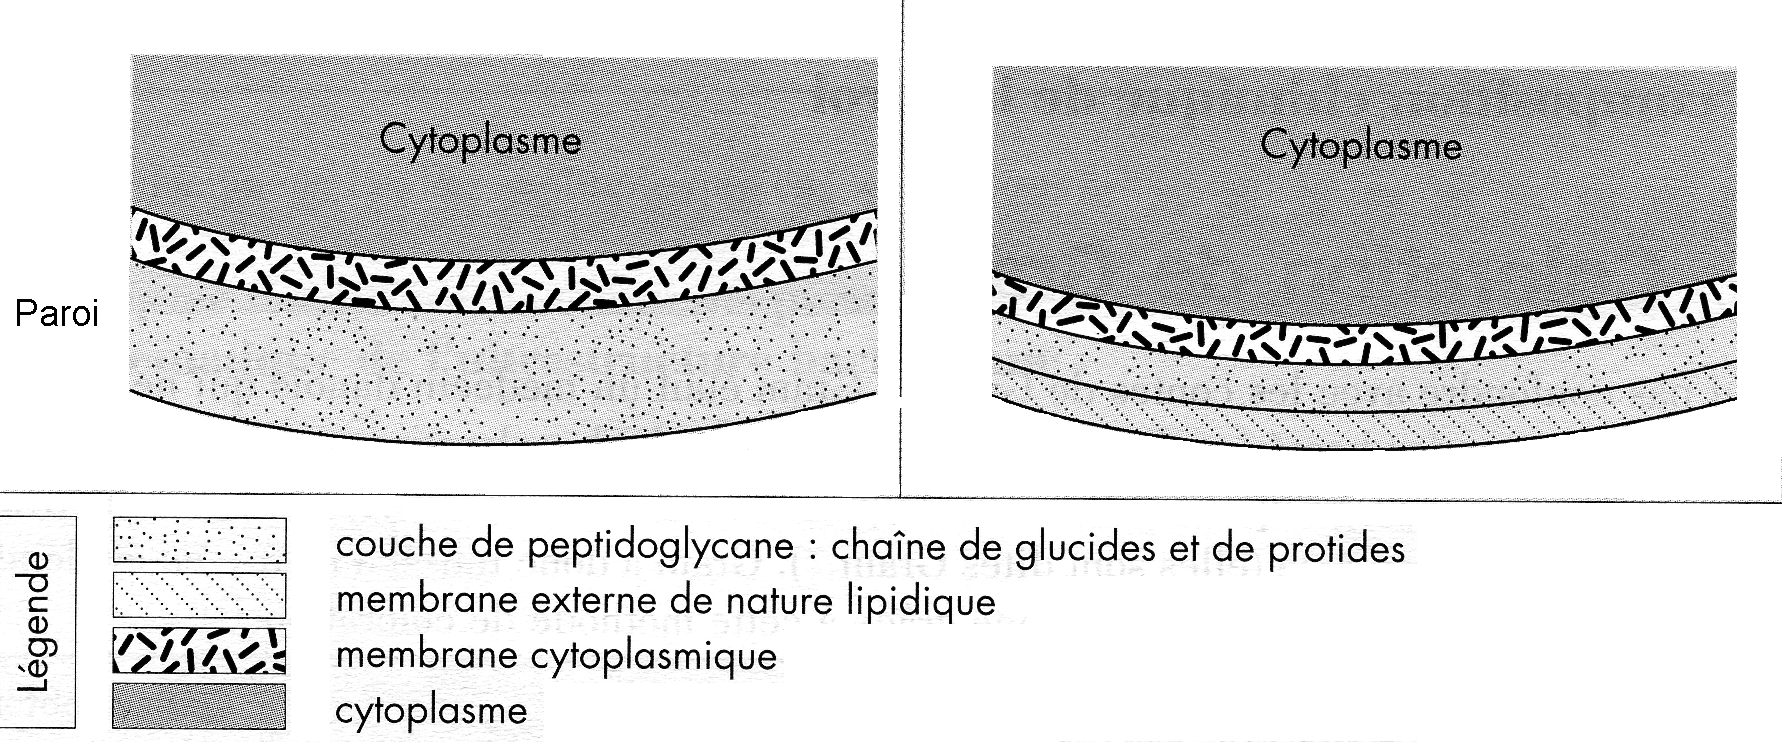 Cytoplasme
Cytoplasme
Paroi
Légende
couche de peptidoglycane : chaîne de glucides et de protides
membrane externe de nature lipidique
membrane cytoplasmique
cytoplasme